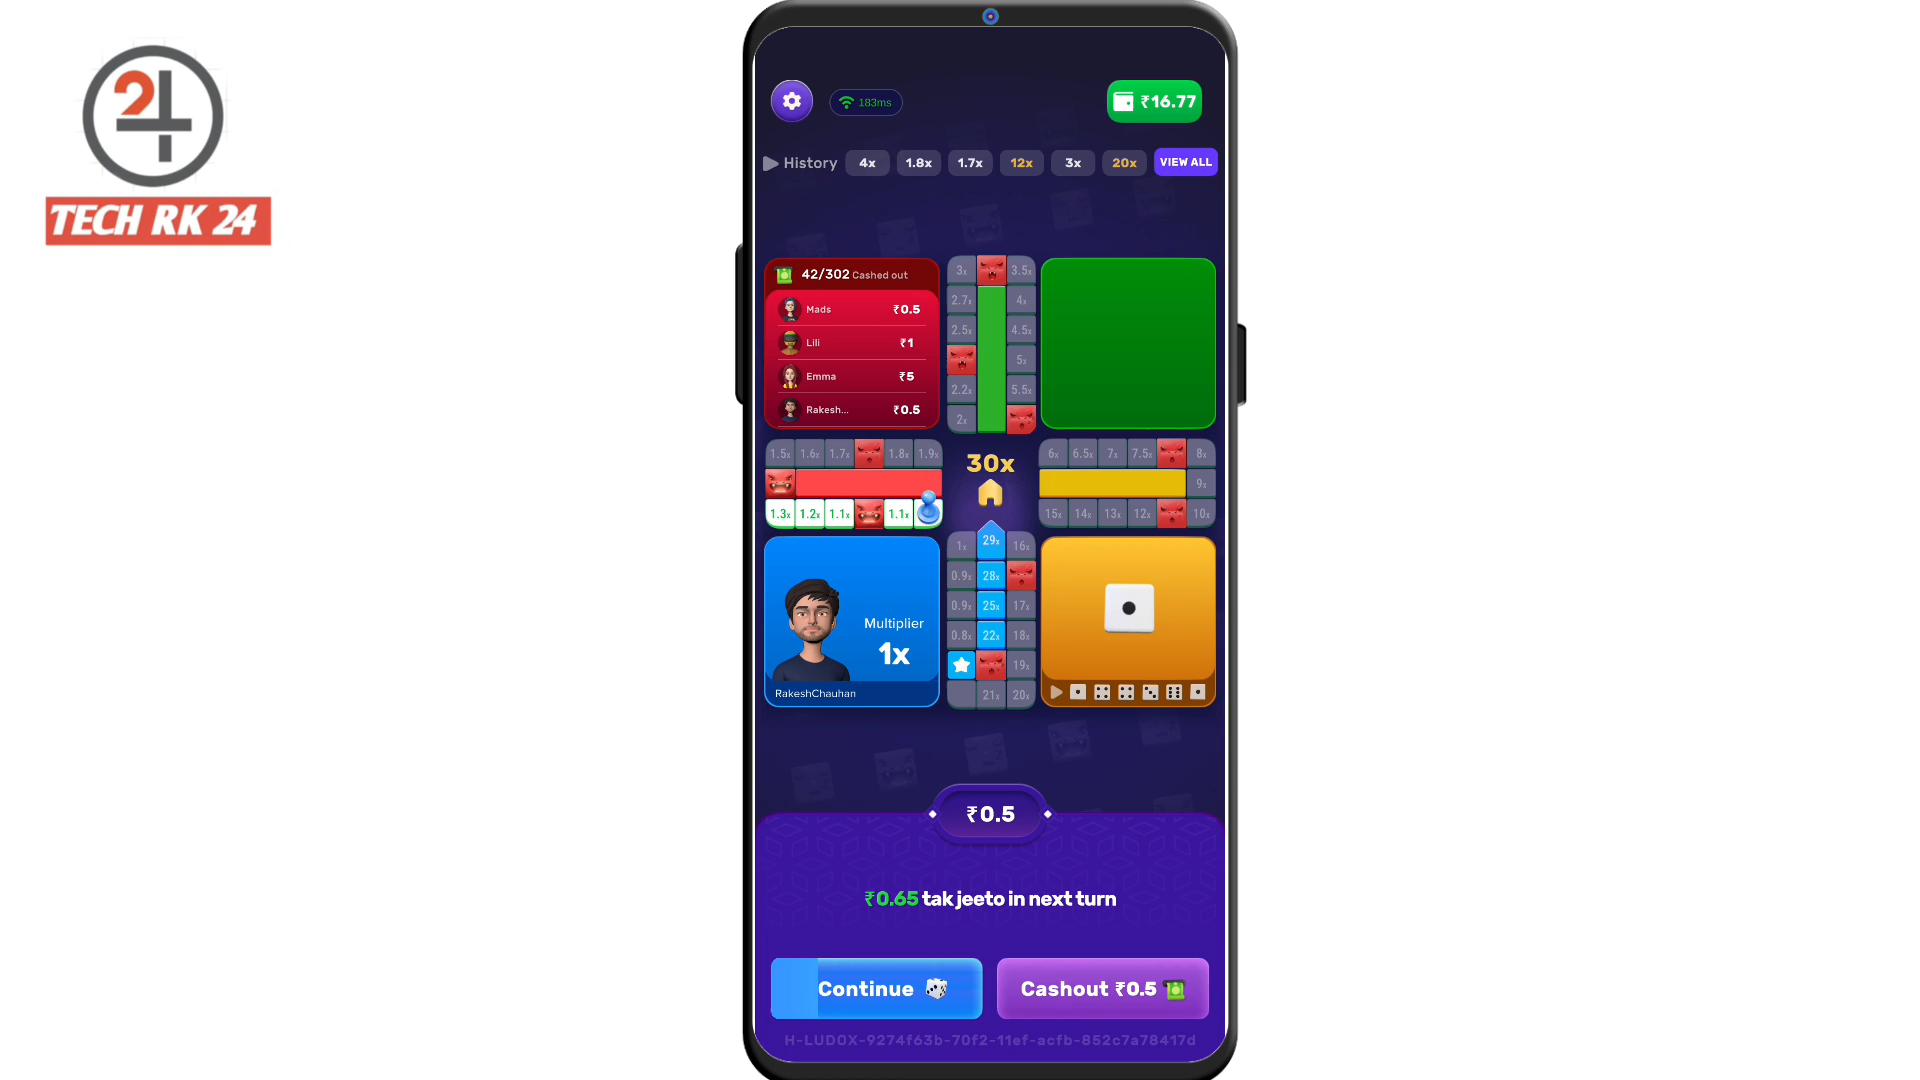 24
TECH RK 24
183ms
₹16.77
History 4x 1.8x 1.7x 12x 3x 20x VIEW ALL
42/302 Cashed out
Mads ₹0.5
Lili ₹1
Emma ₹5
Rakesh... ₹0.5
3x 3.5x
2.7x 4x
2.5x 4.5x
5x
2.2x 5.5x
2x
1.5x 1.6x 1.7x 1.8x 1.9x
30x
6x 6.5x 7x 7.5x 8x
9x
1.3x 1.2x 1.1x 1.1x
15x 14x 13x 12x 10x
1x 29x 16x
0.9x 28x
0.9x 25x 17x
0.8x 22x 18x
19x
21x 20x
Multiplier
1x
RakeshChauhan
₹0.5
₹0.65 tak jeeto in next turn
Continue
Cashout ₹0.5
H-LUDOX-9274f63b-70f2-11ef-acfb-852c7a78417d